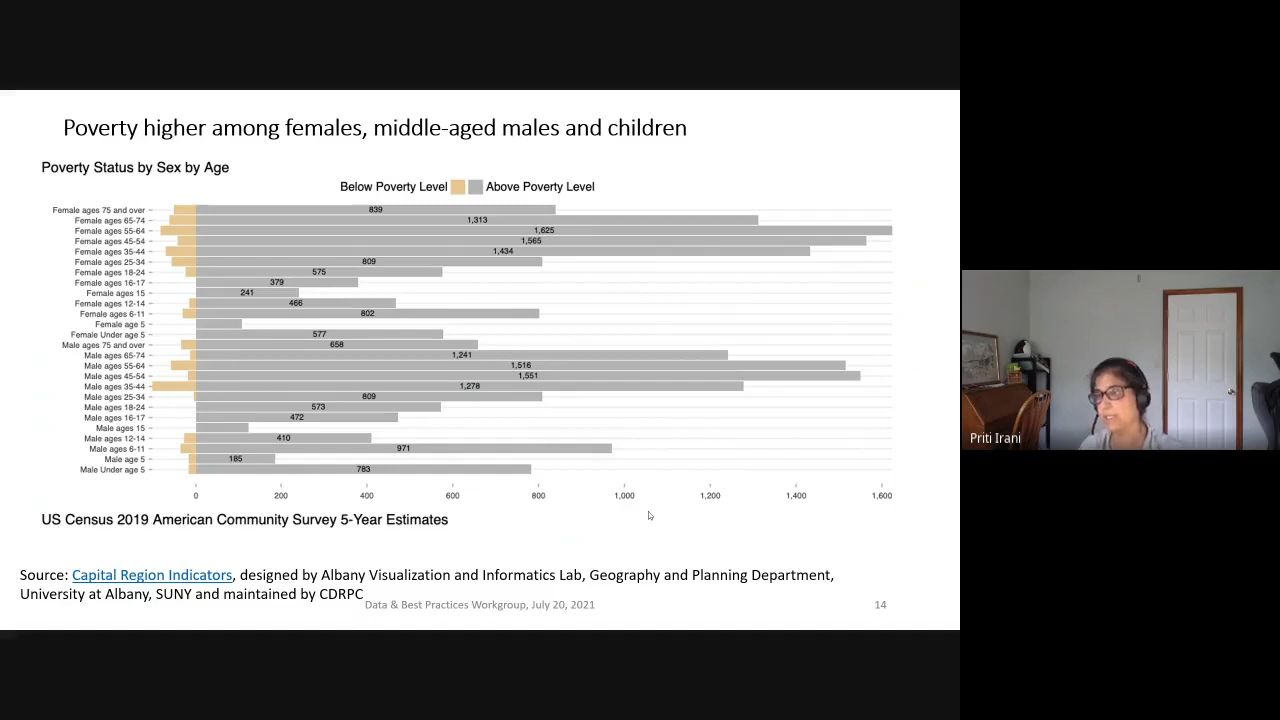 Poverty higher among females, middle-aged males and children
Poverty Status by Sex by Age
Below Poverty Level Above Poverty Level
Female ages 75 and over 839
Female ages 65-74 1,313
Female ages 55-64 1,625
Female ages 45-54 1,565
Female ages 35-44 1,434
Female ages 25-34 809
Female ages 18-24 575
Female ages 16-17 379
Female ages 15 241
Female ages 12-14 466
Female ages 6-11 802
Female age 5
Female Under age 5 577
Male ages 75 and over 658
Male ages 65-74 1,241
Male ages 55-64 1,516
Male ages 45-54 1,551
Male ages 35-44 1,278
Male ages 25-34 809
Male ages 18-24 573
Male ages 16-17 472
Male ages 15
Male ages 12-14 410
Male ages 6-11 971
Male age 5 185
Male Under age 5 783
0 200 400 600 800 1,000 1,200 1,400 1,600
US Census 2019 American Community Survey 5-Year Estimates
Source: Capital Region Indicators, designed by Albany Visualization and Informatics Lab, Geography and Planning Department,
University at Albany, SUNY and maintained by CDRPC
Data & Best Practices Workgroup, July 20, 2021
14
Priti Irani